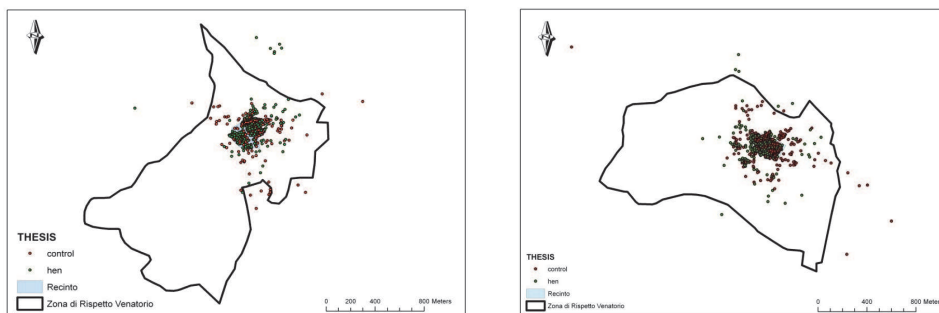 THESIS
control
hen
Recinto
Zona di Rispetto Venatorio
0 200 400 800 Meters
THESIS
control
hen
Recinto
Zona di Rispetto Venatorio
0 400 800 Meters